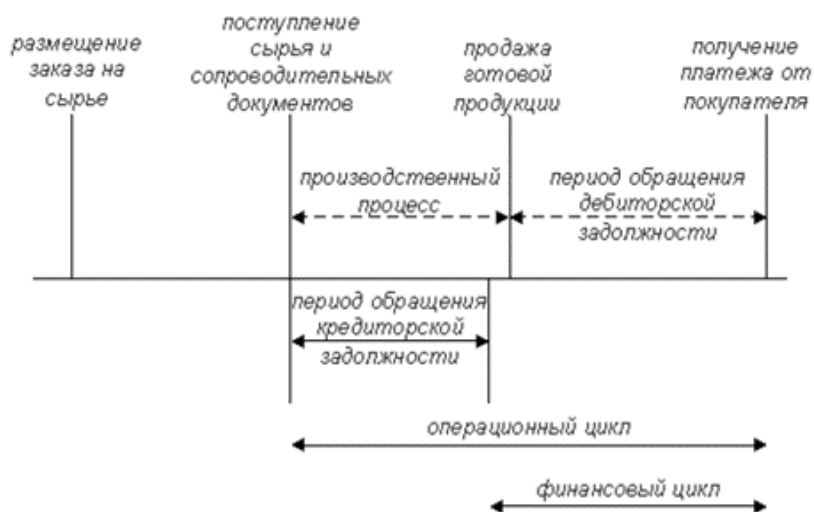 размещение
заказа на
сырье
поступление
сырья и
сопроводительных
документов
продажа
готовой
продукции
получение
платежа от
покупателя
производственный
процесс
период обращения
дебиторской
задолжности
период обращения
кредиторской
задолжности
операционный цикл
финансовый цикл